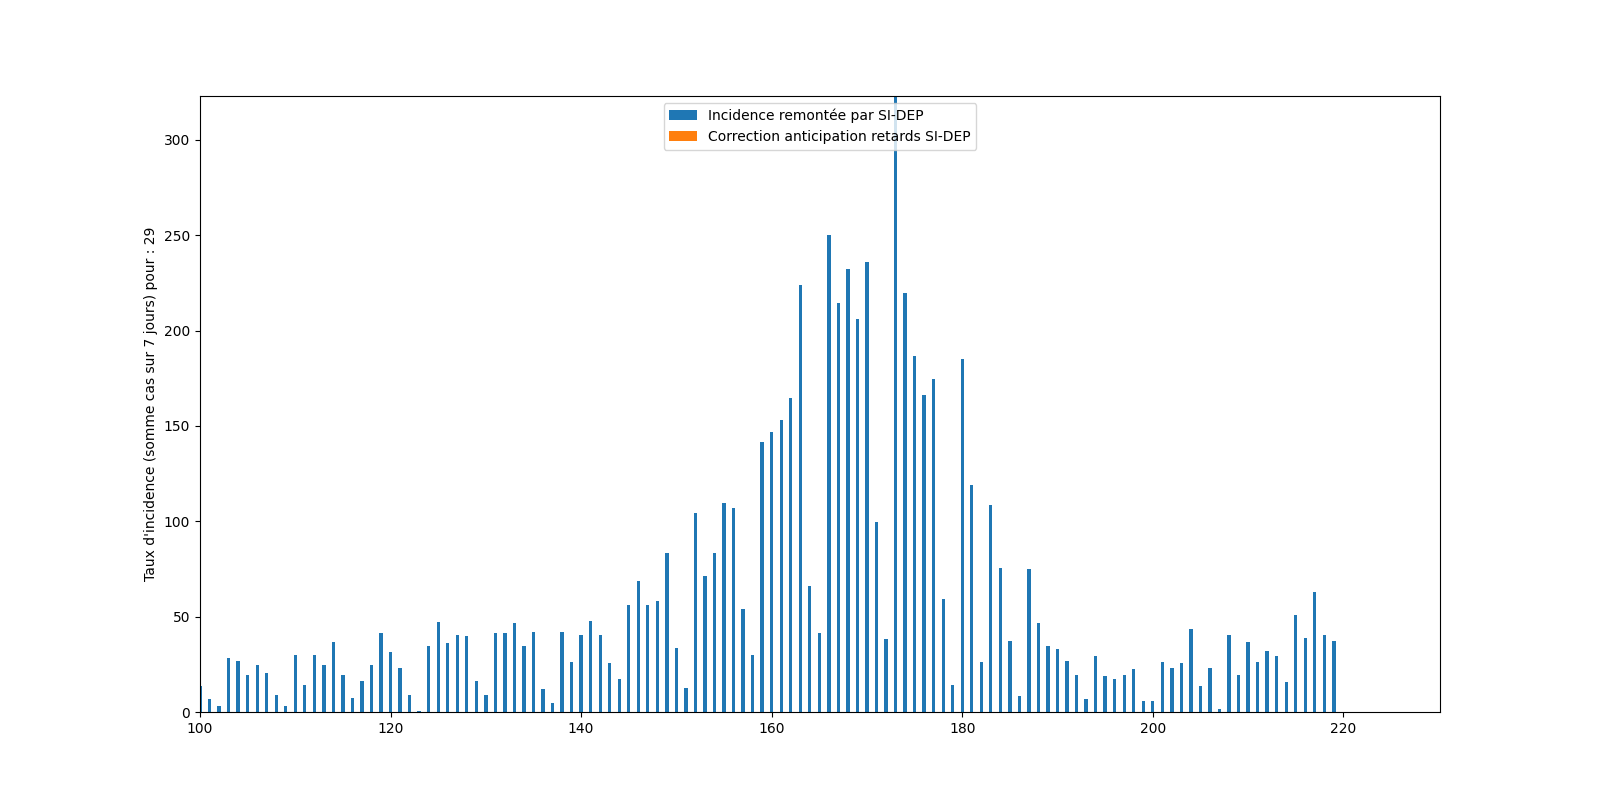 Incidence remontée par SI-DEP
Correction anticipation retards SI-DEP
Taux d'incidence (somme cas sur 7 jours) pour : 29
300
250
200
150
100
50
0
100 120 140 160 180 200 220